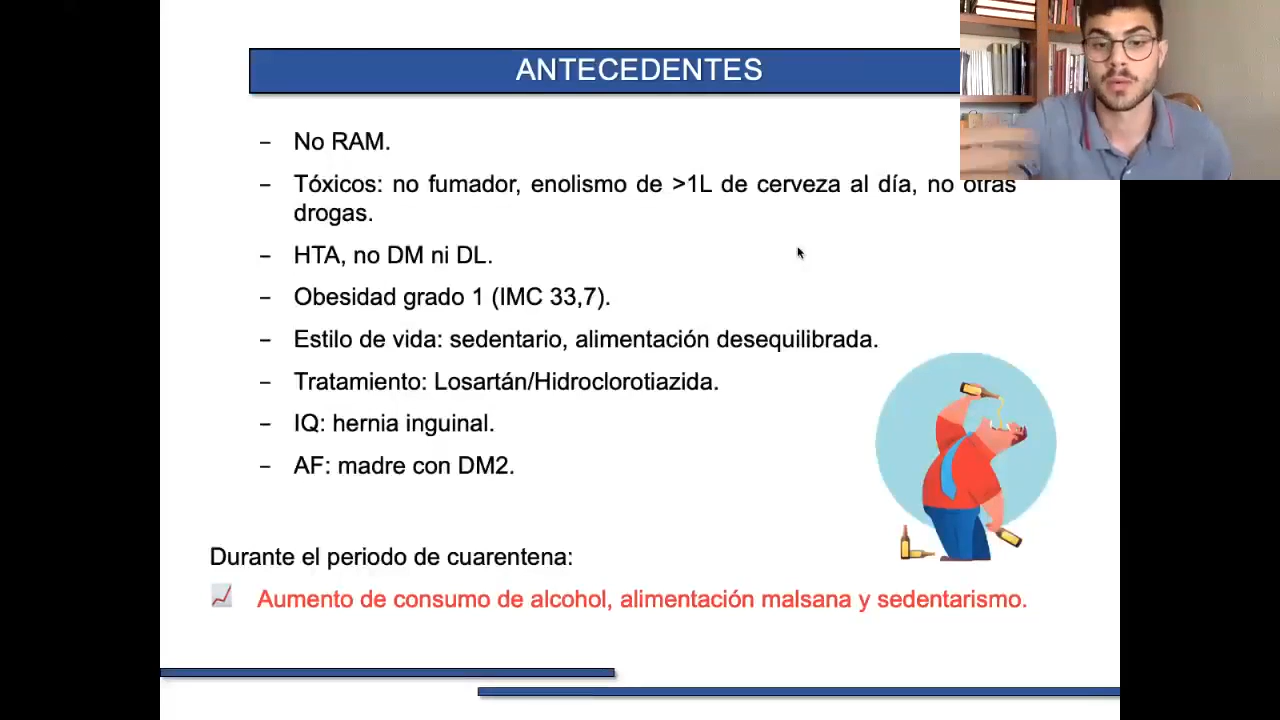 ANTECEDENTES
– No RAM.
– Tóxicos: no fumador, enolismo de >1L de cerveza al día, no otras
drogas.
– HTA, no DM ni DL.
– Obesidad grado 1 (IMC 33,7).
– Estilo de vida: sedentario, alimentación desequilibrada.
– Tratamiento: Losartán/Hidroclorotiazida.
– IQ: hernia inguinal.
– AF: madre con DM2.
Durante el periodo de cuarentena:
Aumento de consumo de alcohol, alimentación malsana y sedentarismo.